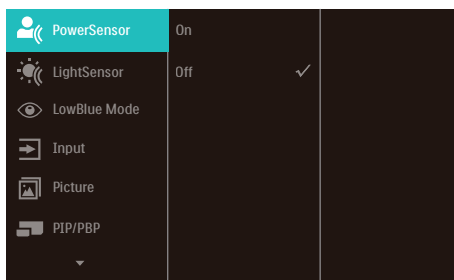 PowerSensor
On
LightSensor
Off
LowBlue Mode
Input
Picture
PIP/PBP